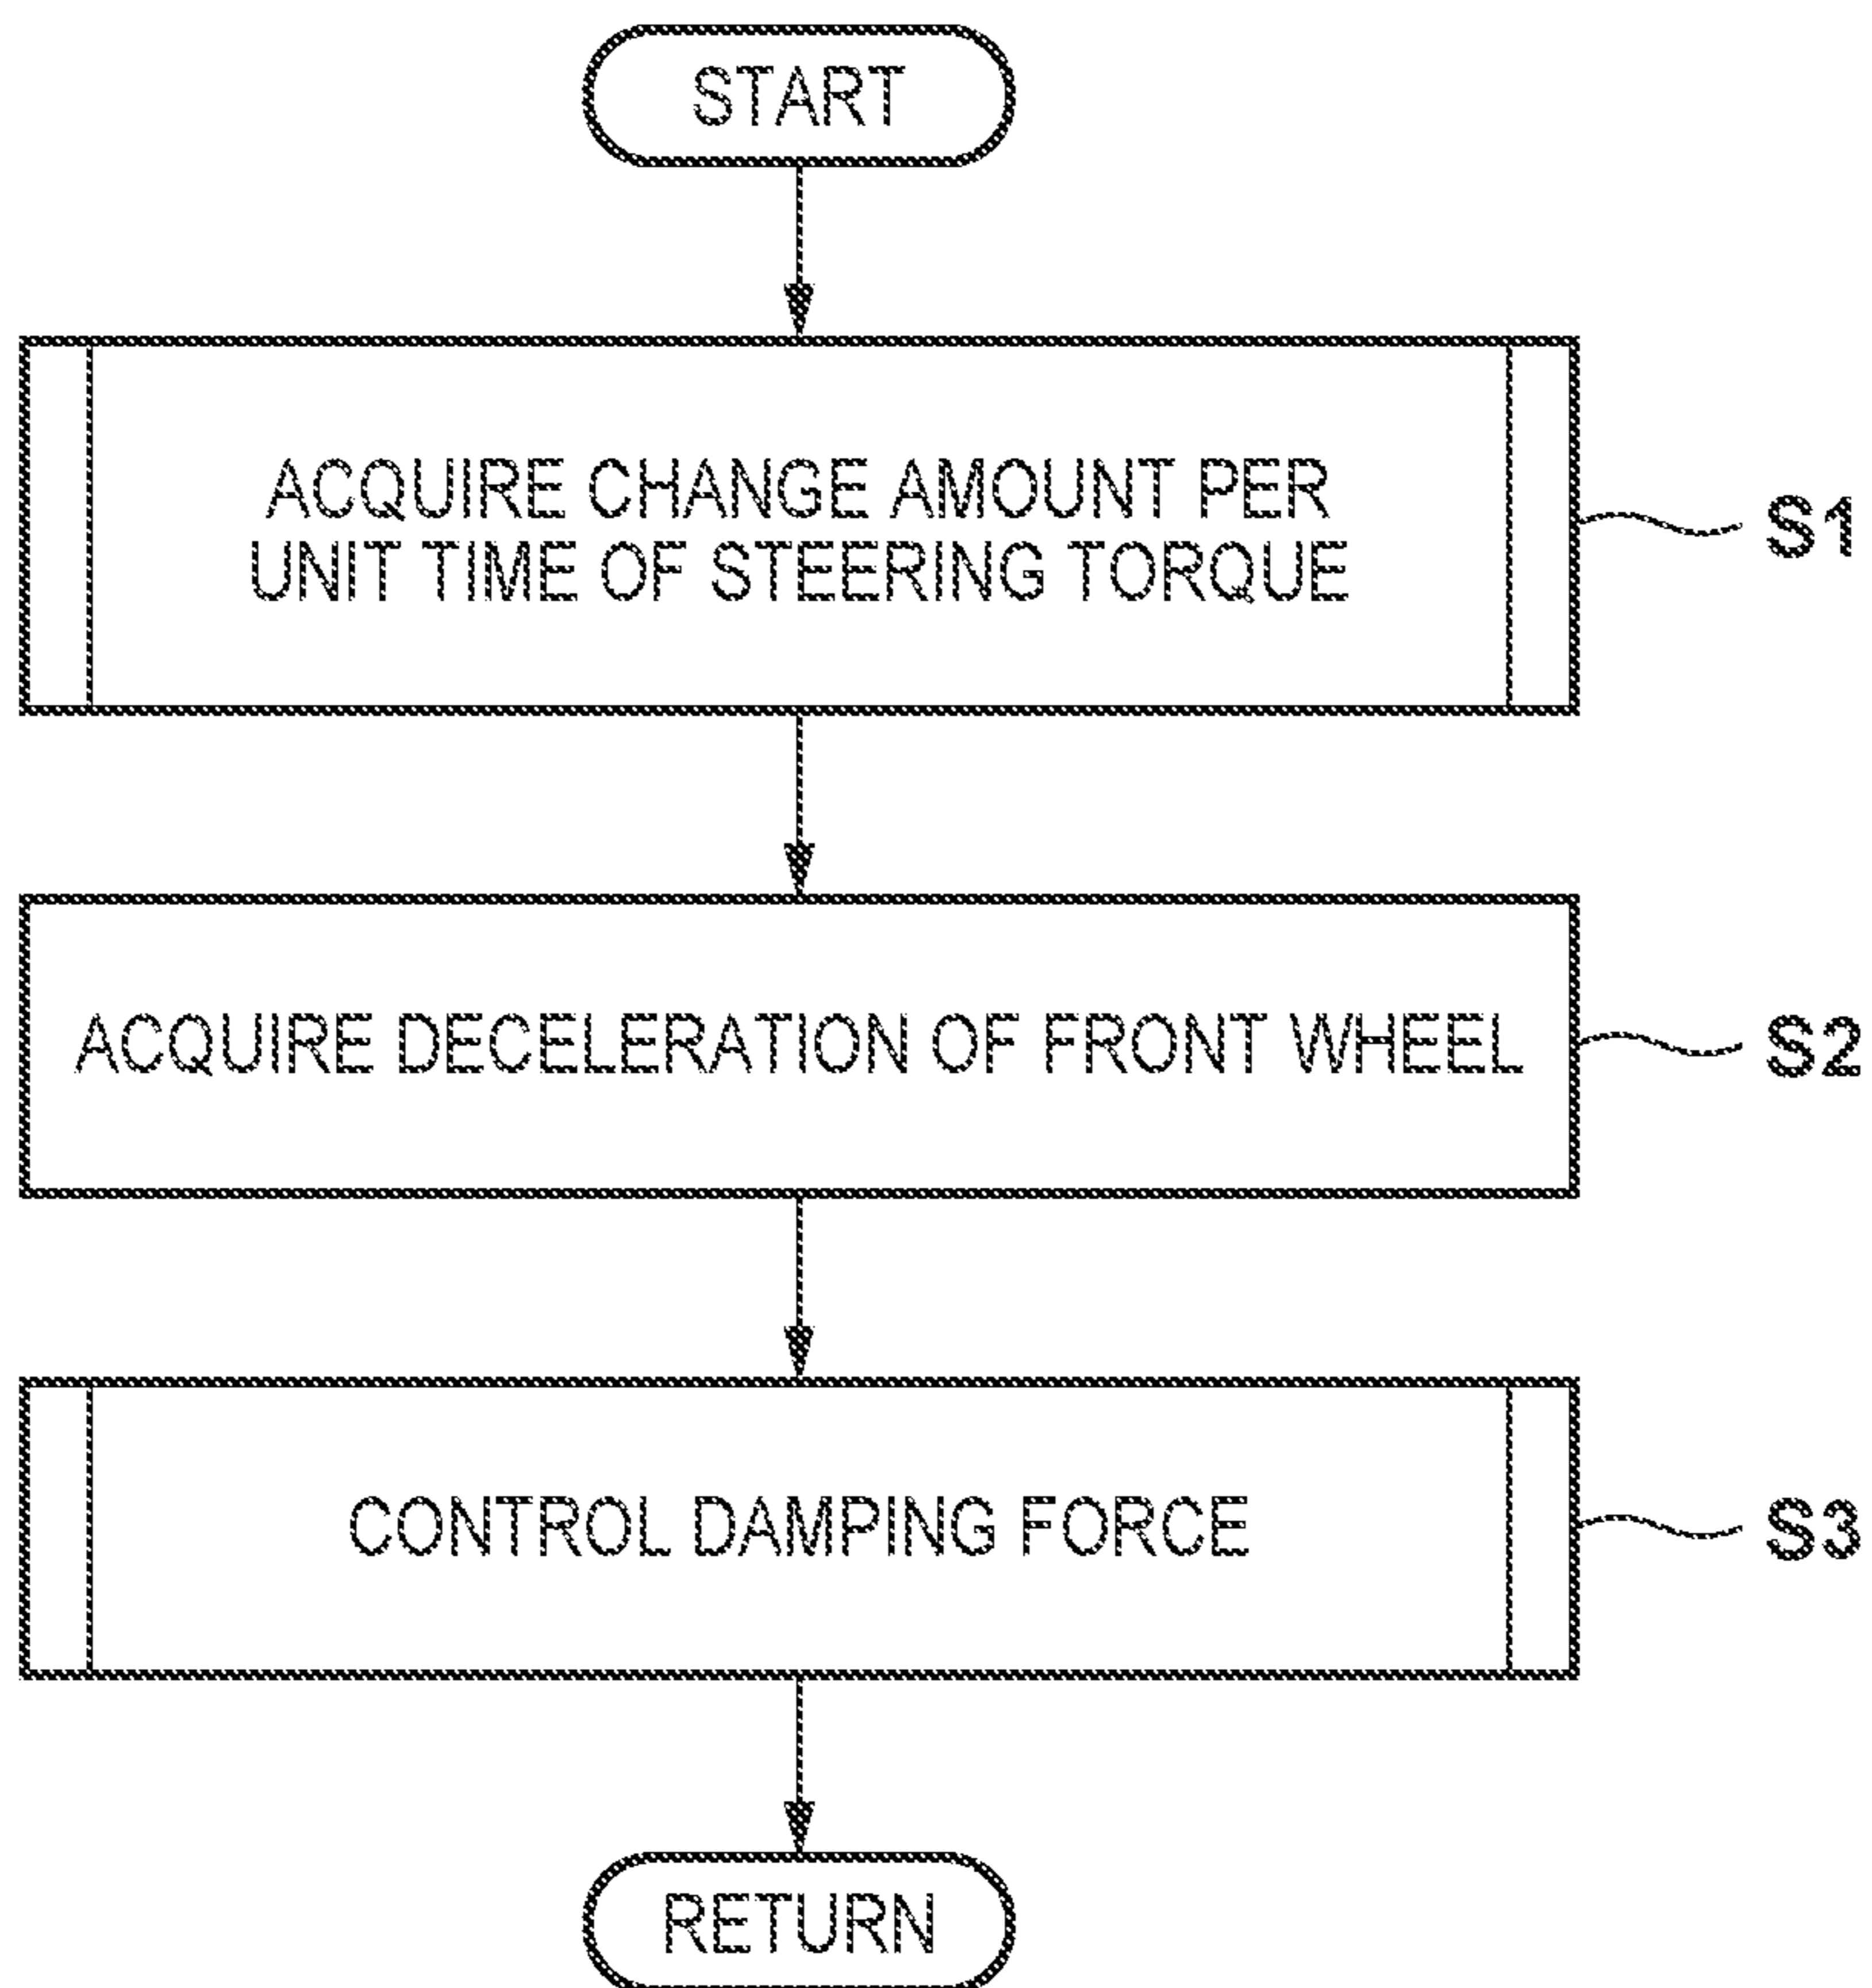 START
ACQUIRE CHANGE AMOUNT PER
UNIT TIME OF STEERING TORQUE
S1
ACQUIRE DECELERATION OF FRONT WHEEL
S2
CONTROL DAMPING FORCE
S3
RETURN